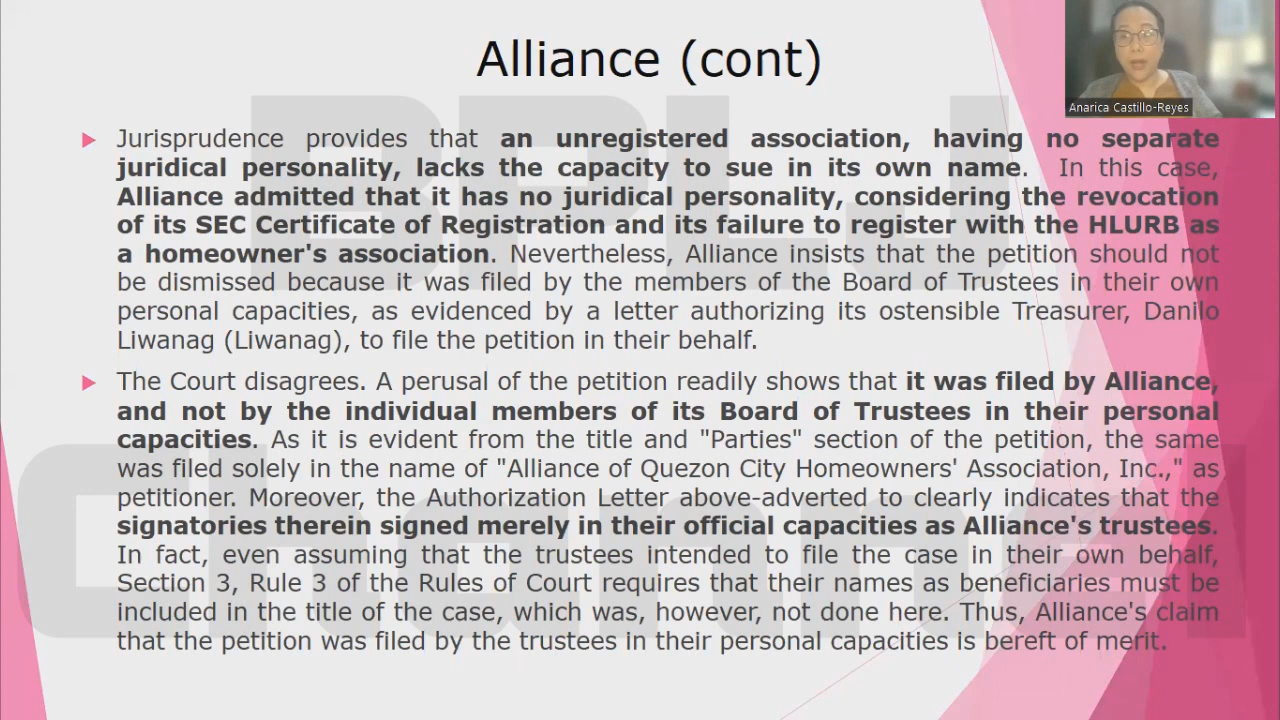 Alliance (cont)
Anarica Castillo-Reyes
Jurisprudence provides that an unregistered association, having no separate
juridical personality, lacks the capacity to sue in its own name. In this case,
Alliance admitted that it has no juridical personality, considering the revocation
of its SEC Certificate of Registration and its failure to register with the HLURB as
a homeowner's association. Nevertheless, Alliance insists that the petition should not
be dismissed because it was filed by the members of the Board of Trustees in their own
personal capacities, as evidenced by a letter authorizing its ostensible Treasurer, Danilo
Liwanag (Liwanag), to file the petition in their behalf.
The Court disagrees. A perusal of the petition readily shows that it was filed by Alliance,
and not by the individual members of its Board of Trustees in their personal
capacities. As it is evident from the title and "Parties" section of the petition, the same
was filed solely in the name of "Alliance of Quezon City Homeowners' Association, Inc.," as
petitioner. Moreover, the Authorization Letter above-adverted to clearly indicates that the
signatories therein signed merely in their official capacities as Alliance's trustees.
In fact, even assuming that the trustees intended to file the case in their own behalf,
Section 3, Rule 3 of the Rules of Court requires that their names as beneficiaries must be
included in the title of the case, which was, however, not done here. Thus, Alliance's claim
that the petition was filed by the trustees in their personal capacities is bereft of merit.
BPLJ
Channel